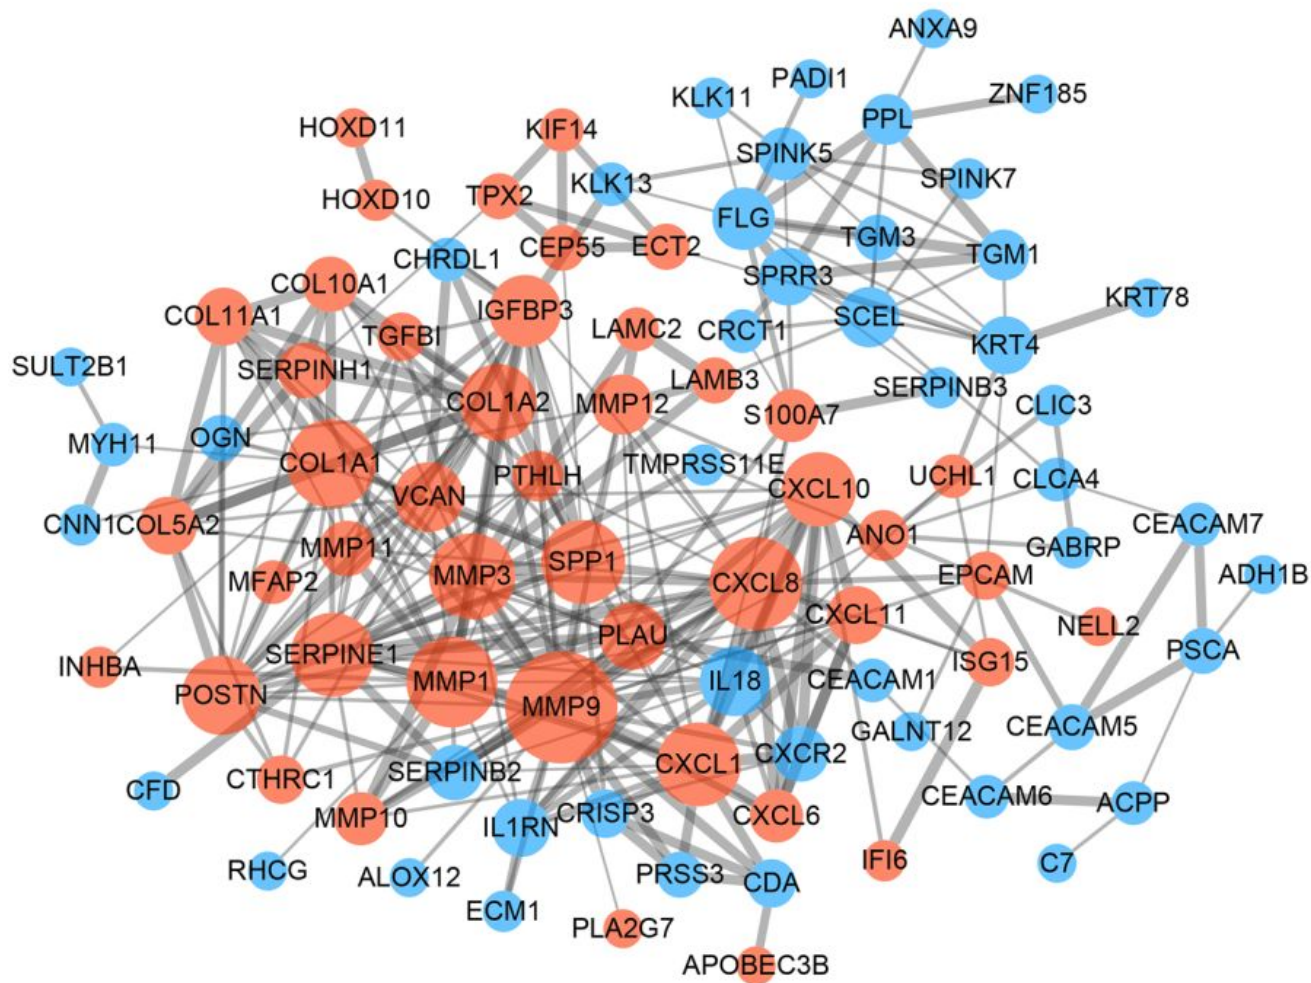 ANXA9
PADI1
KLK11
ZNF185
PPL
HOXD11
KIF14
SPINK5
HOXD10
TPX2
KLK13
SPINK7
FLG
CEP55
ECT2
TGM3
TGM1
CHRDL1
COL10A1
SPRR3
COL11A1
IGFBP3
LAMC2
CRCT1
SCEL
KRT78
TGFBI
KRT4
SULT2B1
SERPINH1
LAMB3
SERPINB3
COL1A2
MMP12
S100A7
CLIC3
MYH11
OGN
COL1A1
PTHLH
TMPRSS11E
CXCL10
UCHL1
CLCA4
VCAN
CNN1
COL5A2
CEACAM7
MMP11
ANO1
GABRP
SPP1
MFAP2
MMP3
CXCL8
EPCAM
ADH1B
CXCL11
NELL2
PLAU
SERPINE1
INHBA
PSCA
ISG15
POSTN
MMP1
IL18
CEACAM1
MMP9
GALNT12
CEACAM5
CXCL1
CXCR2
SERPINB2
CTHRC1
CFD
CEACAM6
ACPP
MMP10
IL1RN
CRISP3
CXCL6
IFI6
C7
RHCG
ALOX12
PRSS3
CDA
ECM1
PLA2G7
APOBEC3B